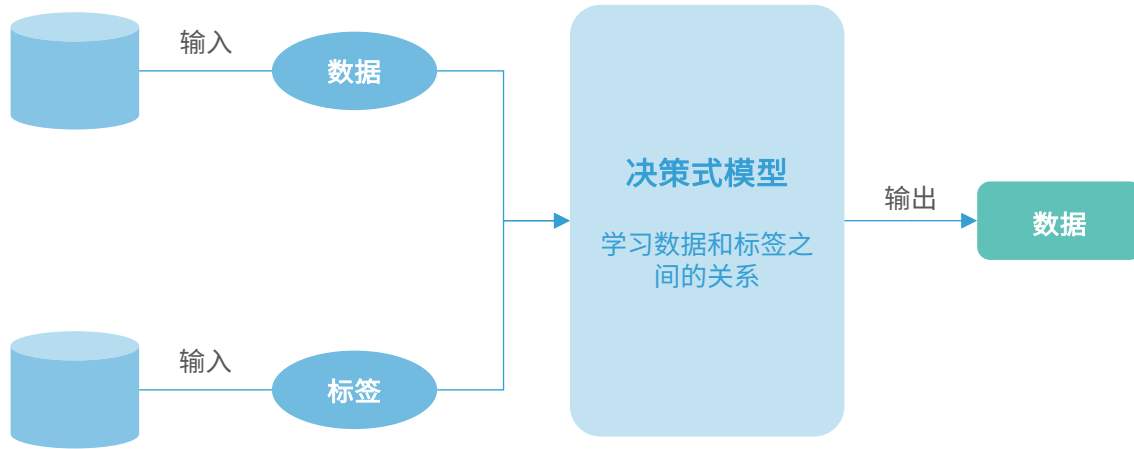 输入
数据
决策式模型
学习数据和标签之
间的关系
输出
数据
输入
标签